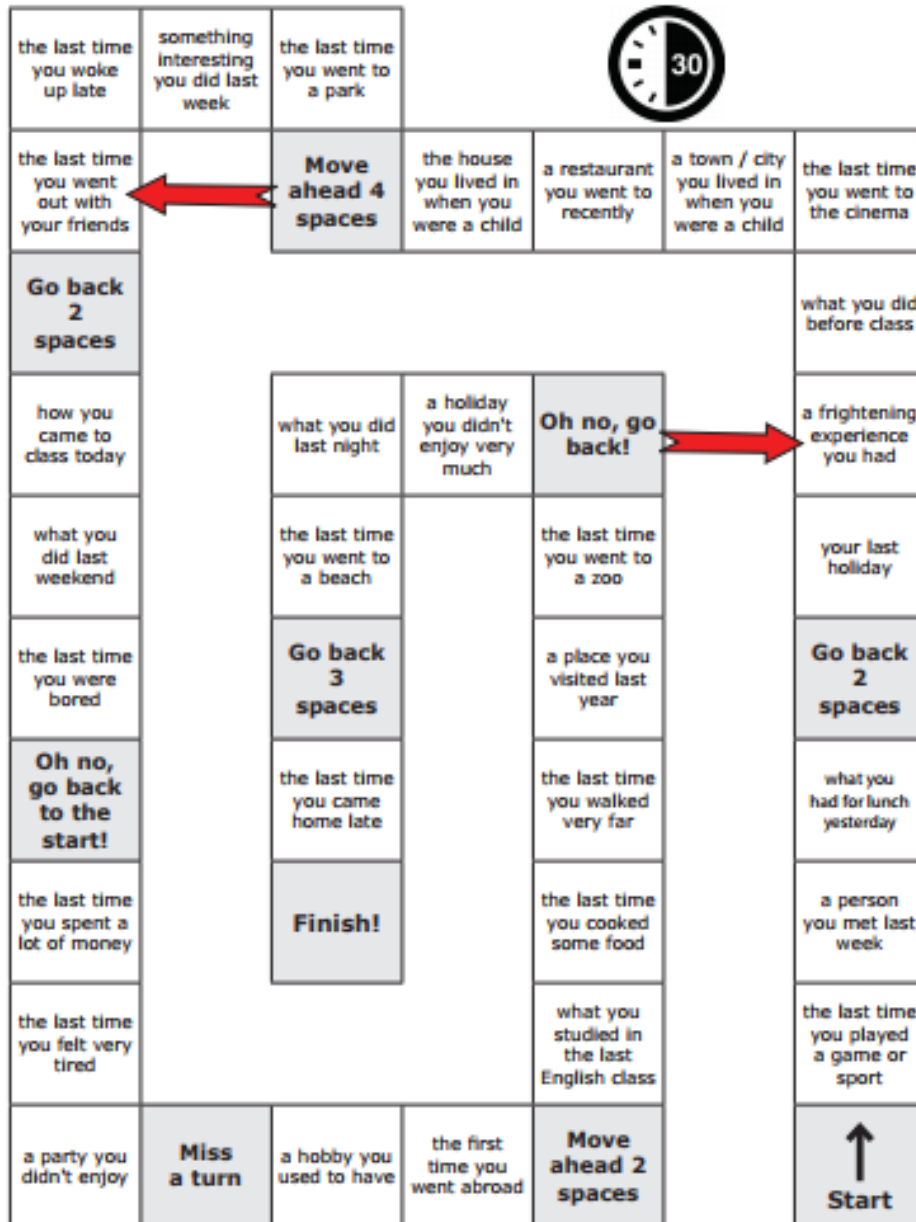 the last time
you woke
up late
something
interesting
you did last
week
the last time
you went to
a park
30
the last time
you went
out with
your friends
Move
ahead 4
spaces
the house
you lived in
when you
were a child
a restaurant
you went to
recently
a town / city
you lived in
when you
were a child
the last time
you went to
the cinema
Go back
2
spaces
what you did
before class
how you
came to
class today
what you did
last night
a holiday
you didn't
enjoy very
much
Oh no, go
back!
a frightening
experience
you had
what you
did last
weekend
the last time
you went to
a beach
the last time
you went to
a zoo
your last
holiday
the last time
you were
bored
Go back
3
spaces
a place you
visited last
year
Go back
2
spaces
Oh no,
go back
to the
start!
the last time
you came
home late
the last time
you walked
very far
what you
had for lunch
yesterday
the last time
you spent a
lot of money
Finish!
the last time
you cooked
some food
a person
you met last
week
the last time
you felt very
tired
what you
studied in
the last
English class
the last time
you played
a game or
sport
a party you
didn't enjoy
Miss
a turn
a hobby you
used to have
the first
time you
went abroad
Move
ahead 2
spaces
Start